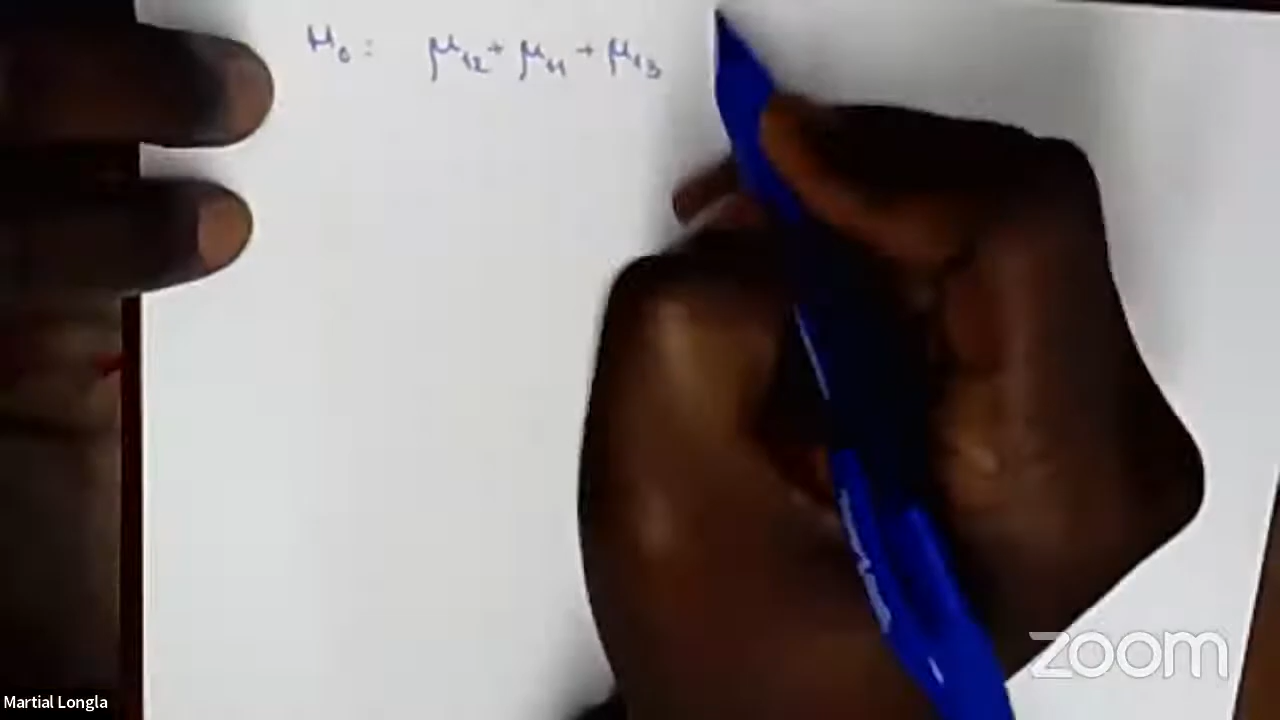 H₀: μ₁₂ + μ₁₁ + μ₁₃
zoom
Martial Longla